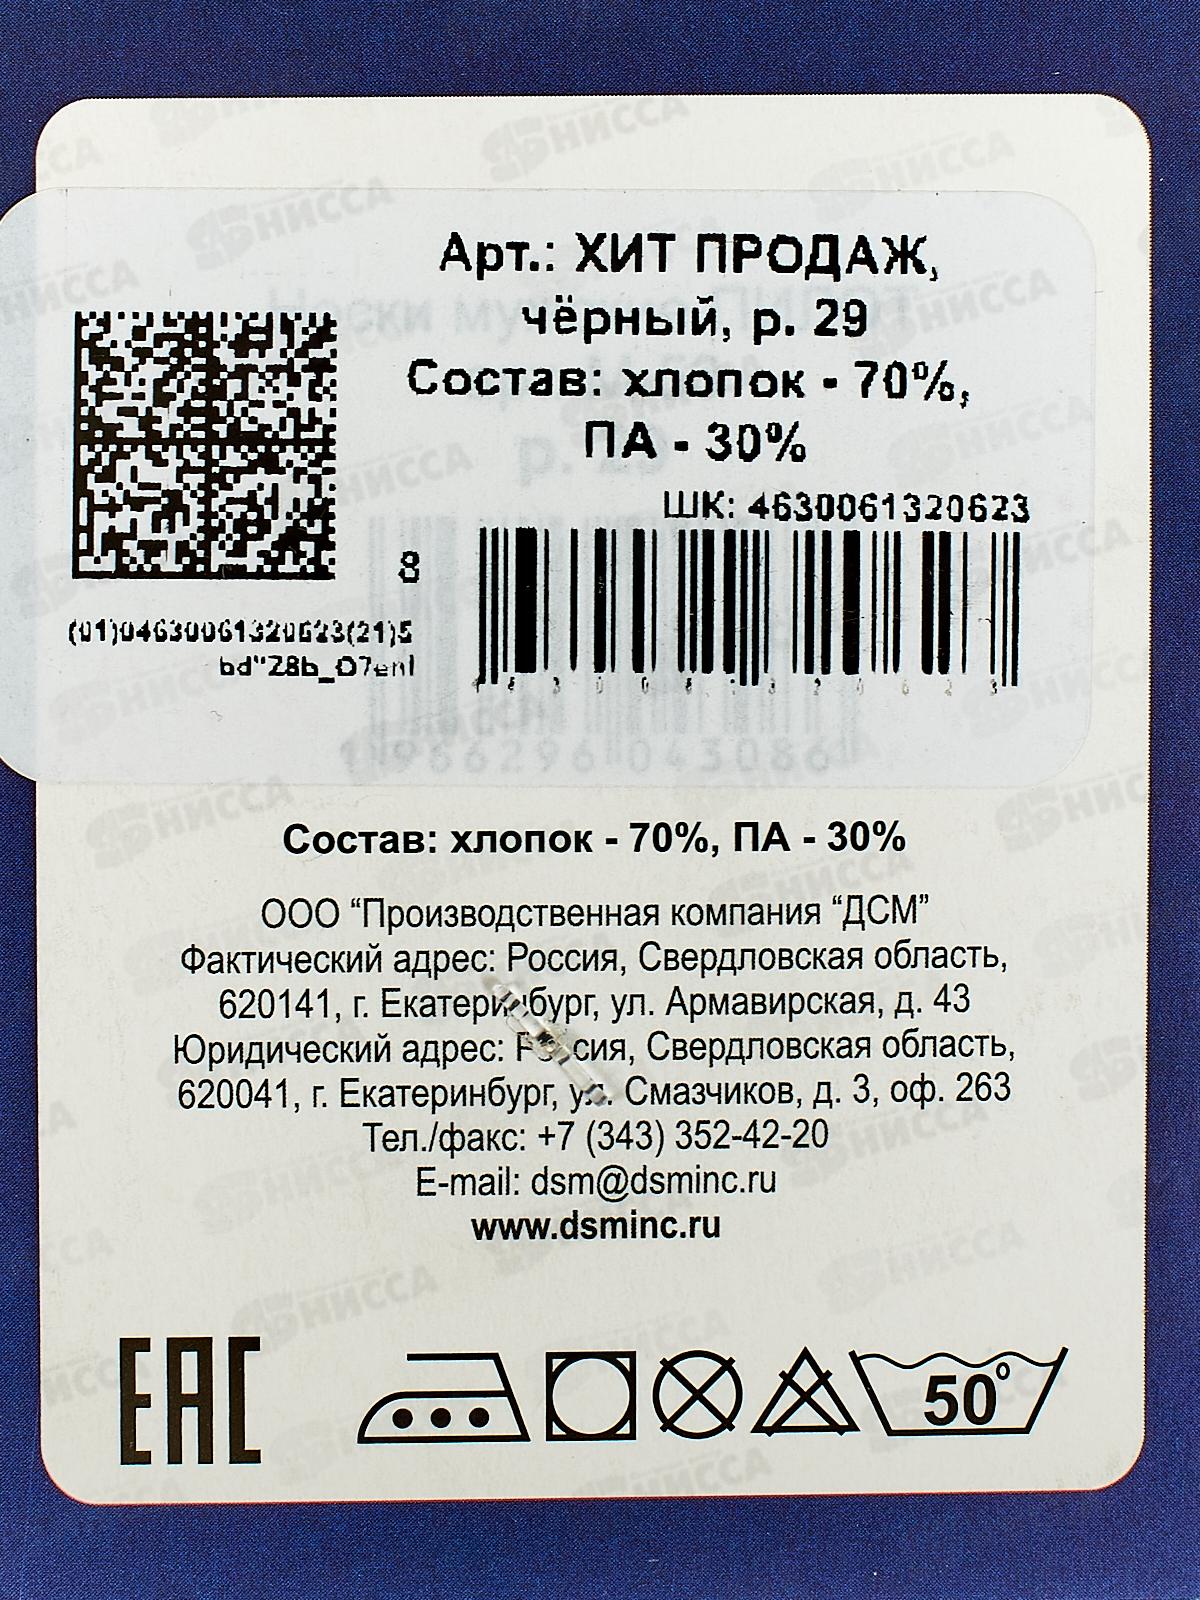 Арт.: ХИТ ПРОДАЖ,
чёрный, р. 29
Состав: хлопок - 70%,
ПА - 30%
ШК: 4630061320623
8
(01)04630061320623(21)5
Состав: хлопок - 70%, ПА - 30%
ООО “Производственная компания “ДСМ”
Фактический адрес: Россия, Свердловская область,
620141, г. Екатеринбург, ул. Армавирская, д. 43
Юридический адрес: Россия, Свердловская область,
620041, г. Екатеринбург, ул. Смазчиков, д. 3, оф. 263
Тел./факс: +7 (343) 352-42-20
E-mail: dsm@dsminc.ru
www.dsminc.ru
EAC
50°